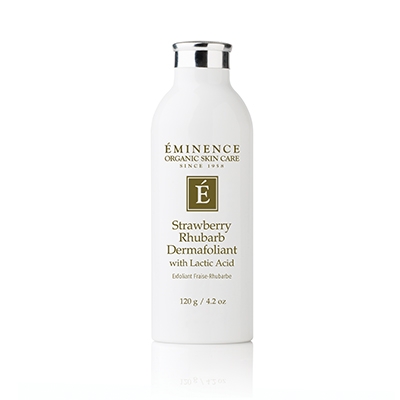 ÉMINENCE
ORGANIC SKIN CARE
SINCE 1958
É
Strawberry
Rhubarb
Dermafoliant
with Lactic Acid
Exfoliant Fraise-Rhubarbe
120 g / 4.2 oz